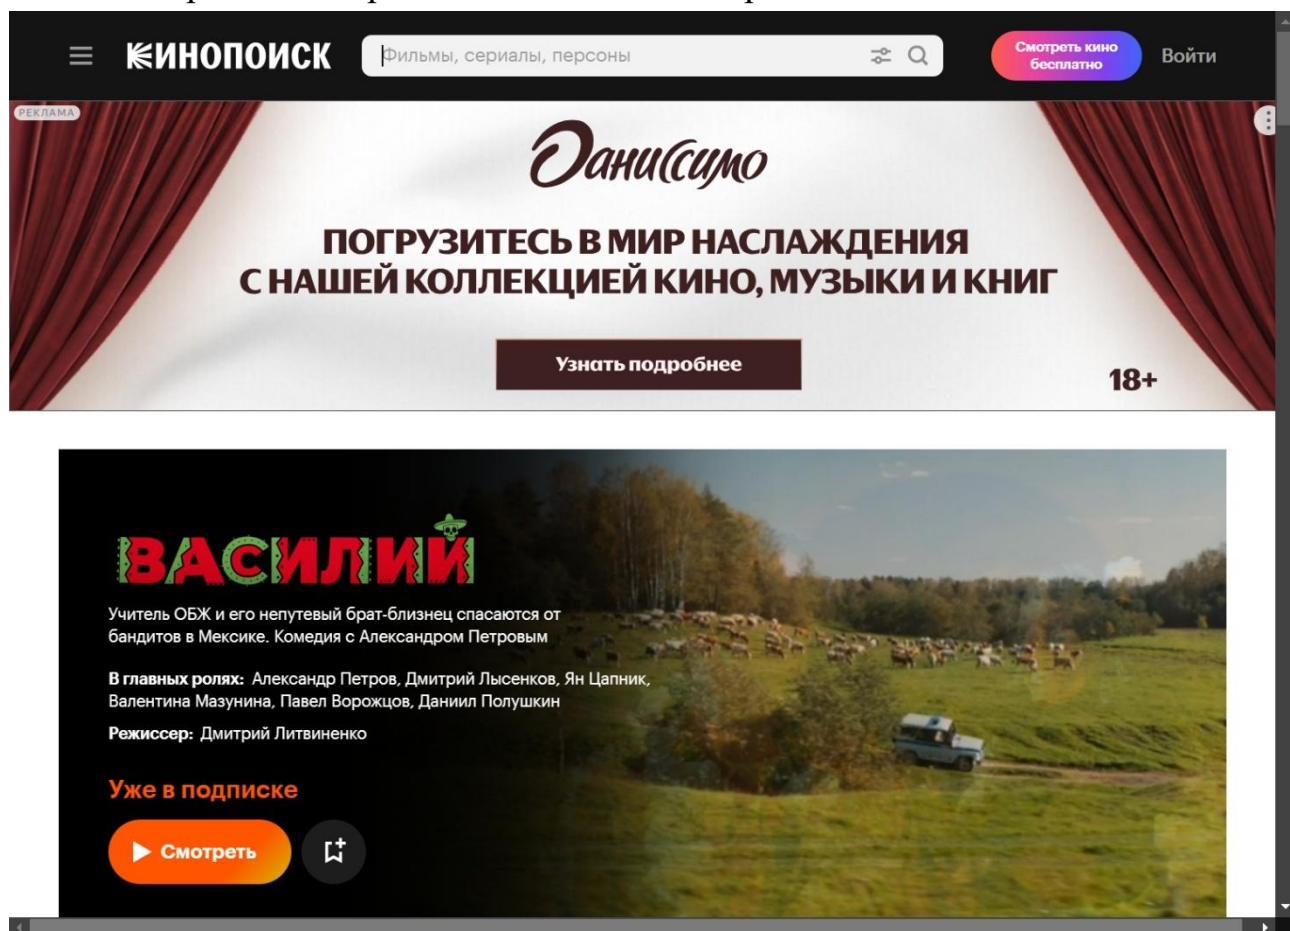 КИНОПОИСК
Фильмы, сериалы, персоны
Смотреть кино
бесплатно
Войти
РЕКЛАМА
Даниссимо
ПОГРУЗИТЕСЬ В МИР НАСЛАЖДЕНИЯ
С НАШЕЙ КОЛЛЕКЦИЕЙ КИНО, МУЗЫКИ И КНИГ
Узнать подробнее
18+
ВАСИЛИЙ
Учитель ОБЖ и его непутевый брат-близнец спасаются от
бандитов в Мексике. Комедия с Александром Петровым
В главных ролях: Александр Петров, Дмитрий Лысенков, Ян Цапник,
Валентина Мазунина, Павел Ворожцов, Даниил Полушкин
Режиссер: Дмитрий Литвиненко
Уже в подписке
Смотреть